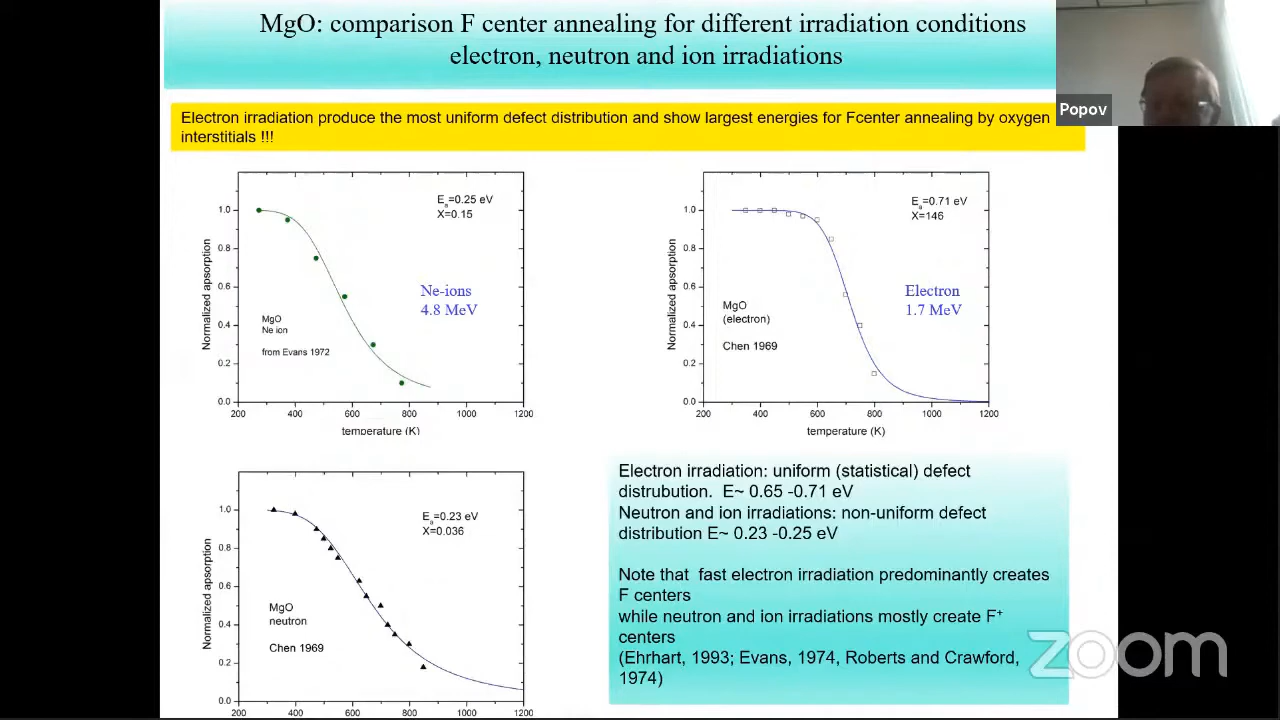 MgO: comparison F center annealing for different irradiation conditions
electron, neutron and ion irradiations
Popov
Electron irradiation produce the most uniform defect distribution and show largest energies for Fcenter annealing by oxygen
interstitials !!!
Normalized apsorption
1.0
0.8
0.6
0.4
0.2
0.0
Eₐ=0.25 eV
X=0.15
Ne-ions
4.8 MeV
MgO
Ne ion
from Evans 1972
200 400 600 800 1000 1200
temperature (K)
Normalized apsorption
1.0
0.8
0.6
0.4
0.2
0.0
Eₐ=0.71 eV
X=146
Electron
1.7 MeV
MgO
(electron)
Chen 1969
200 400 600 800 1000 1200
temperature (K)
Normalized apsorption
1.0
0.8
0.6
0.4
0.2
0.0
Eₐ=0.23 eV
X=0.036
MgO
neutron
Chen 1969
200 400 600 800 1000 1200
Electron irradiation: uniform (statistical) defect
distrubution. E~ 0.65 -0.71 eV
Neutron and ion irradiations: non-uniform defect
distribution E~ 0.23 -0.25 eV
Note that fast electron irradiation predominantly creates
F centers
while neutron and ion irradiations mostly create F⁺
centers
(Ehrhart, 1993; Evans, 1974, Roberts and Crawford,
1974)
zoom